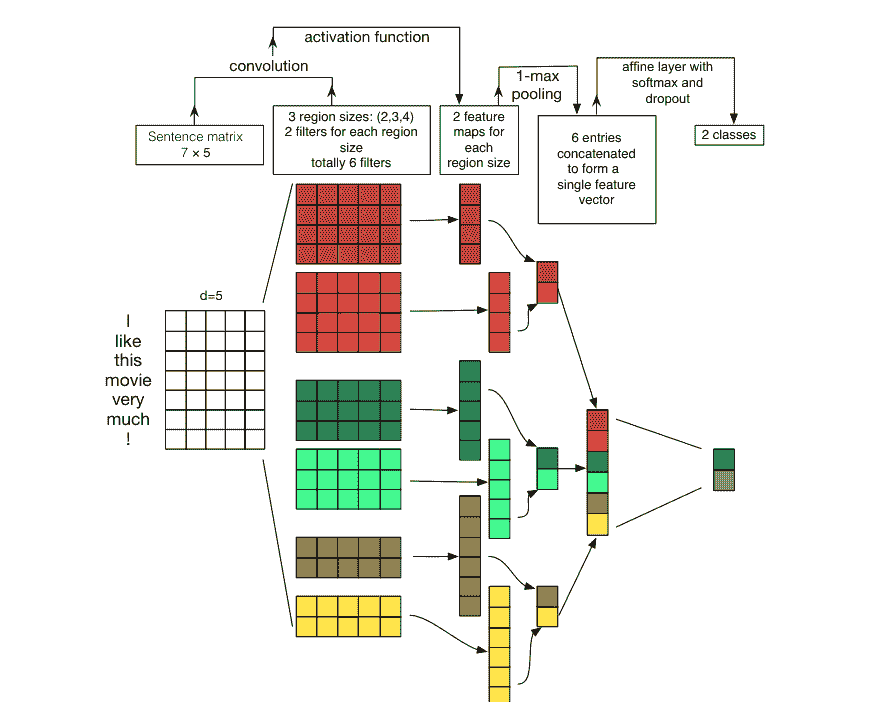 activation function
convolution
1-max
pooling
affine layer with
softmax and
dropout
Sentence matrix
7 × 5
3 region sizes: (2,3,4)
2 filters for each region
size
totally 6 filters
2 feature
maps for
each
region size
6 entries
concatenated
to form a
single feature
vector
2 classes
d=5
I
like
this
movie
very
much
!